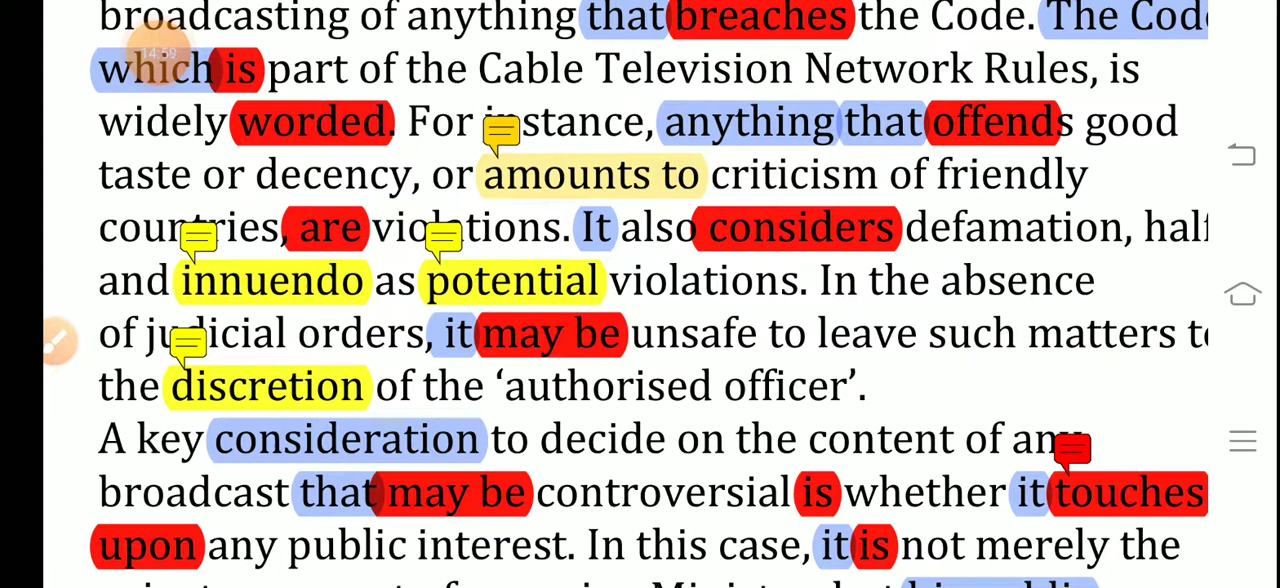 broadcasting of anything that breaches the Code. The Cod
14:59
which is part of the Cable Television Network Rules, is
widely worded. For instance, anything that offends good
taste or decency, or amounts to criticism of friendly
countries, are violations. It also considers defamation, half
and innuendo as potential violations. In the absence
of judicial orders, it may be unsafe to leave such matters to
the discretion of the ‘authorised officer’.
A key consideration to decide on the content of any
broadcast that may be controversial is whether it touches
upon any public interest. In this case, it is not merely the